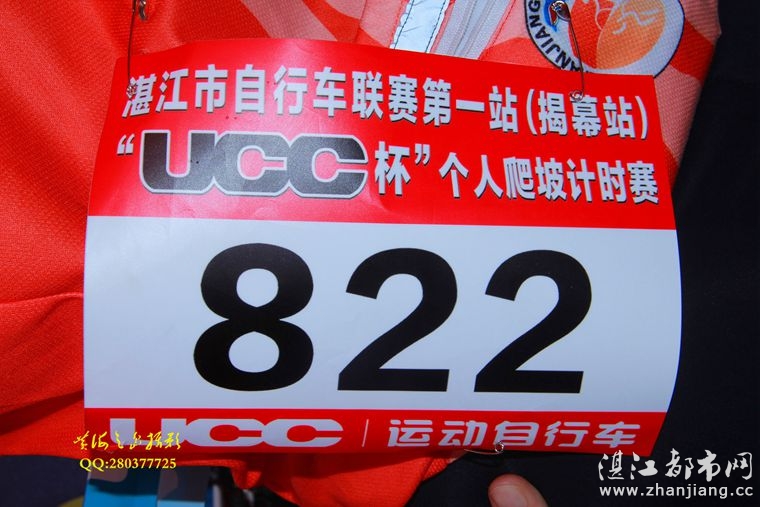 NJIANG
湛江市自行车联赛第一站(揭幕站)
“UCC杯”个人爬坡计时赛
822
UCC | 运动自行车
QQ:280377725
湛江都市网
www.zhanjiang.cc